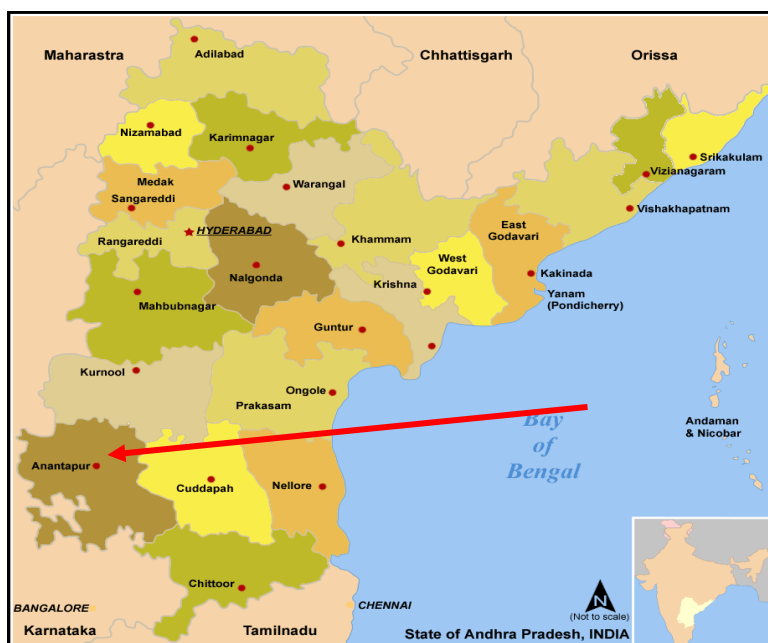 Maharastra
Chhattisgarh
Orissa
Adilabad
Nizamabad
Karimnagar
Srikakulam
Vizianagaram
Medak
Sangareddi
Warangal
Vishakhapatnam
Rangareddi
HYDERABAD
Khammam
East
Godavari
West
Godavari
Nalgonda
Kakinada
Krishna
Yanam
(Pondicherry)
Mahbubnagar
Guntur
Kurnool
Ongole
Prakasam
Bay
of
Bengal
Andaman
& Nicobar
Anantapur
Cuddapah
Nellore
Chittoor
BANGALORE
CHENNAI
N
(Not to scale)
Karnataka
Tamilnadu
State of Andhra Pradesh, INDIA